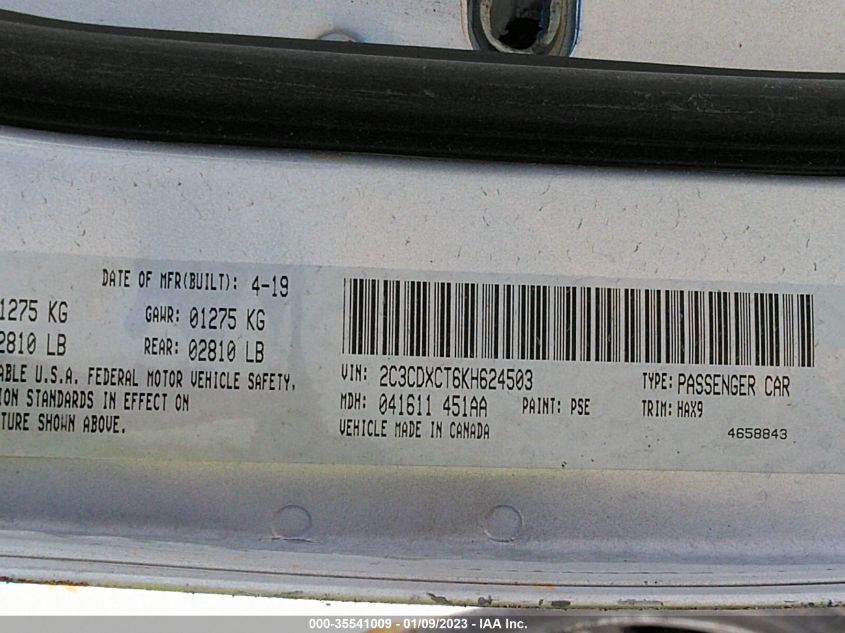 DATE OF MFR(BUILT): 4-19
1275 KG GAWR: 01275 KG
2810 LB REAR: 02810 LB
ABLE U.S.A. FEDERAL MOTOR VEHICLE SAFETY,
ION STANDARDS IN EFFECT ON
TURE SHOWN ABOVE.
VIN: 2C3CDXCT6KH624503 TYPE: PASSENGER CAR
MDH: 041611 451AA PAINT: PSE TRIM: HAX9
VEHICLE MADE IN CANADA 4658843
000-35541009 - 01/09/2023 - IAA Inc.